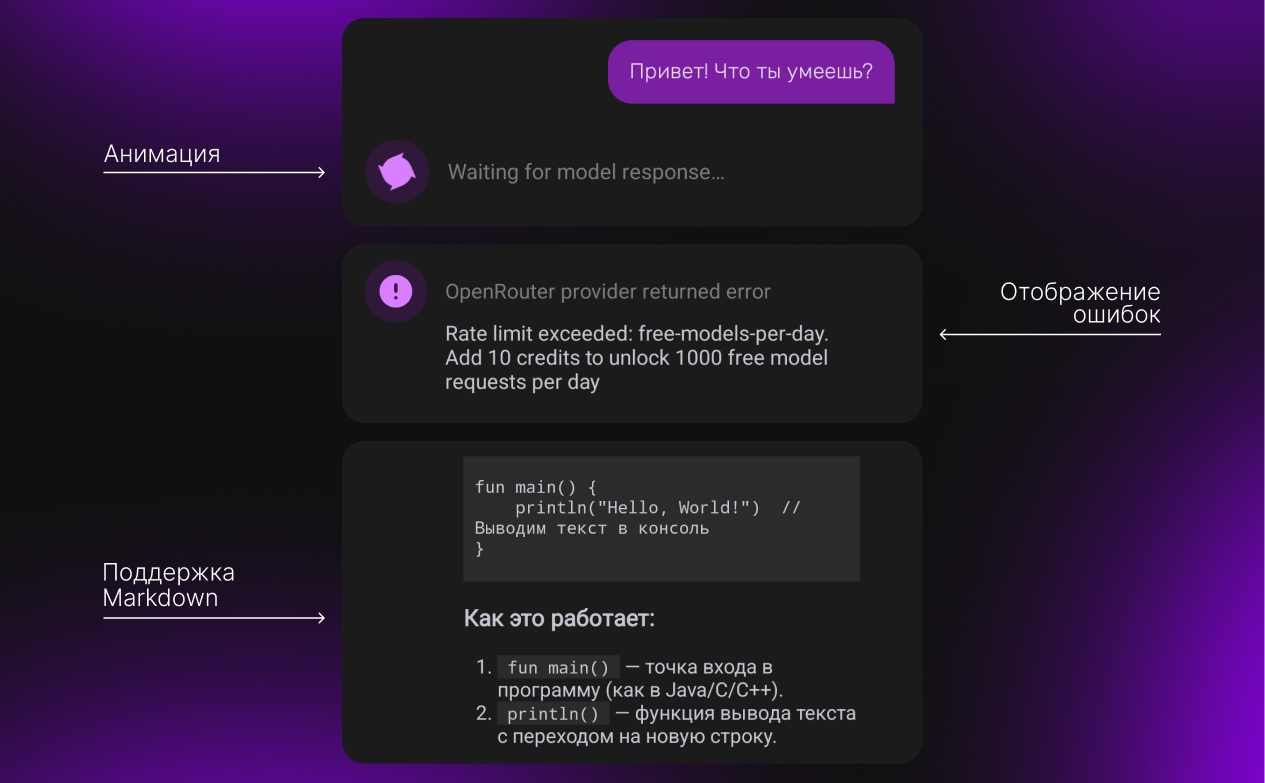 Привет! Что ты умеешь?
Анимация
Waiting for model response…
OpenRouter provider returned error
Отображение
ошибок
Rate limit exceeded: free-models-per-day.
Add 10 credits to unlock 1000 free model
requests per day
fun main() {
    println("Hello, World!")  //
Выводим текст в консоль
}
Поддержка
Markdown
Как это работает:
1. fun main() — точка входа в
программу (как в Java/C/C++).
2. println() — функция вывода текста
с переходом на новую строку.